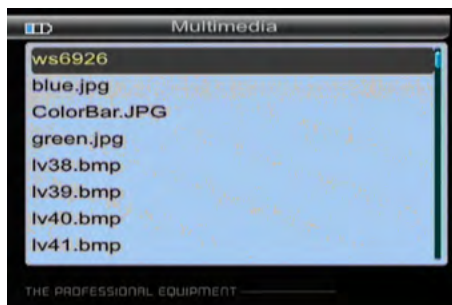 Multimedia
ws6926
blue.jpg
ColorBar.JPG
green.jpg
lv38.bmp
lv39.bmp
lv40.bmp
lv41.bmp
THE PROFESSIONAL EQUIPMENT